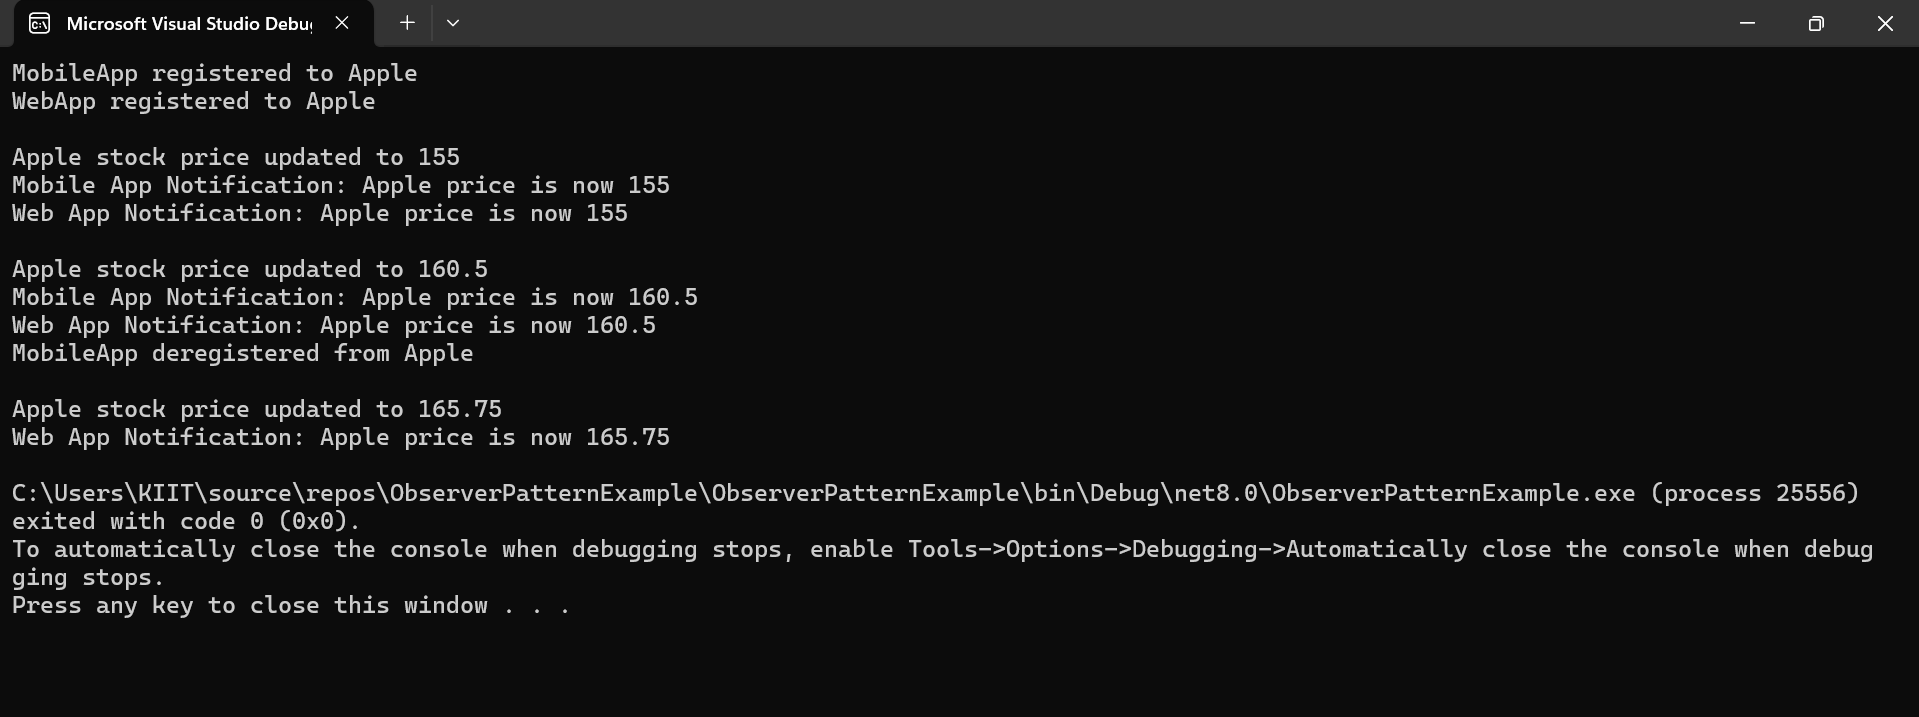 Microsoft Visual Studio Debu
MobileApp registered to Apple
WebApp registered to Apple
Apple stock price updated to 155
Mobile App Notification: Apple price is now 155
Web App Notification: Apple price is now 155
Apple stock price updated to 160.5
Mobile App Notification: Apple price is now 160.5
Web App Notification: Apple price is now 160.5
MobileApp deregistered from Apple
Apple stock price updated to 165.75
Web App Notification: Apple price is now 165.75
C:\Users\KIIT\source\repos\ObserverPatternExample\ObserverPatternExample\bin\Debug\net8.0\ObserverPatternExample.exe (process 25556)
exited with code 0 (0x0).
To automatically close the console when debugging stops, enable Tools->Options->Debugging->Automatically close the console when debug
ging stops.
Press any key to close this window . . .